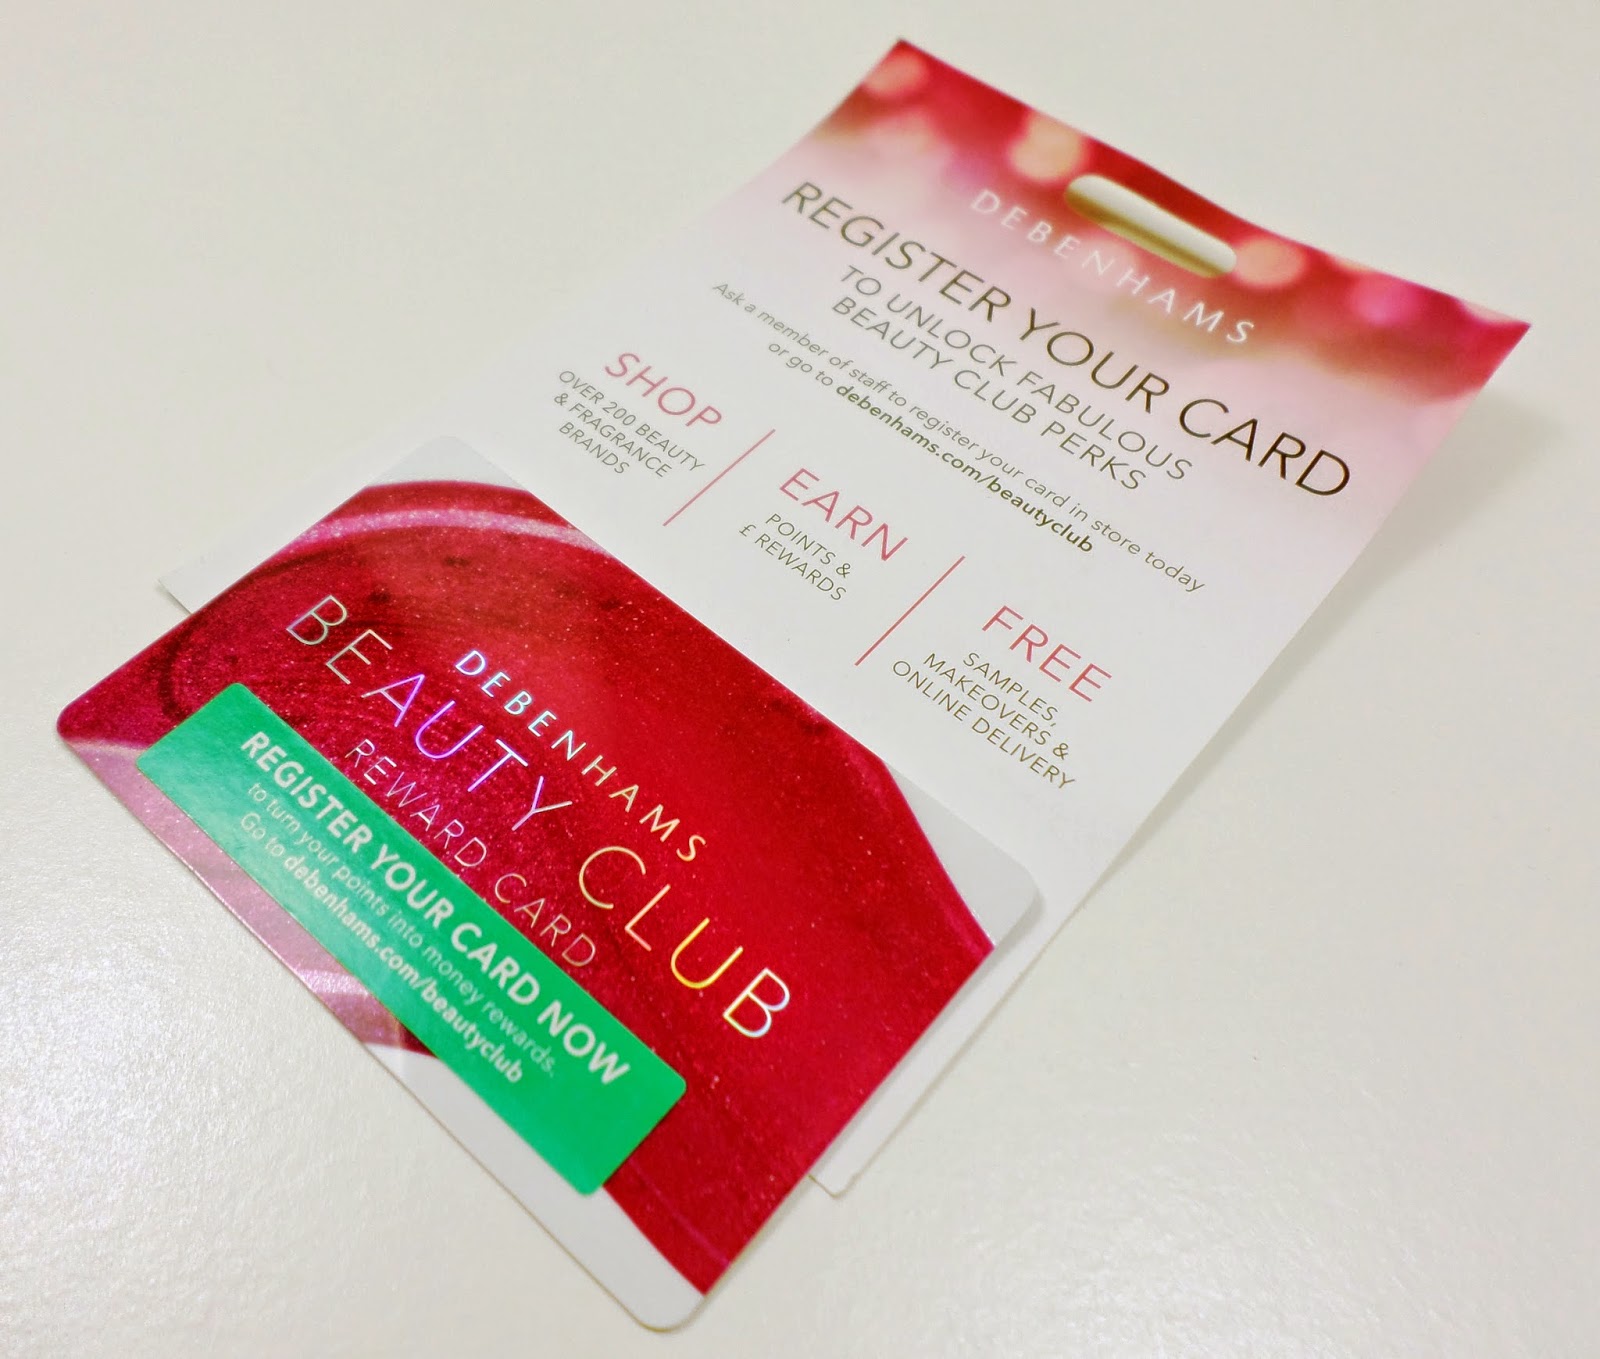 DEBENHAMS
REGISTER YOUR CARD
TO UNLOCK FABULOUS
BEAUTY CLUB PERKS
Ask a member of staff to register your card in store today
or go to debenhams.com/beautyclub
SHOP
OVER 200 BEAUTY
& FRAGRANCE
BRANDS
EARN
POINTS &
£ REWARDS
FREE
SAMPLES,
MAKEOVERS &
ONLINE DELIVERY
DEBENHAMS
BEAUTY CLUB
REWARD CARD
REGISTER YOUR CARD NOW
to turn your points into money rewards.
Go to debenhams.com/beautyclub